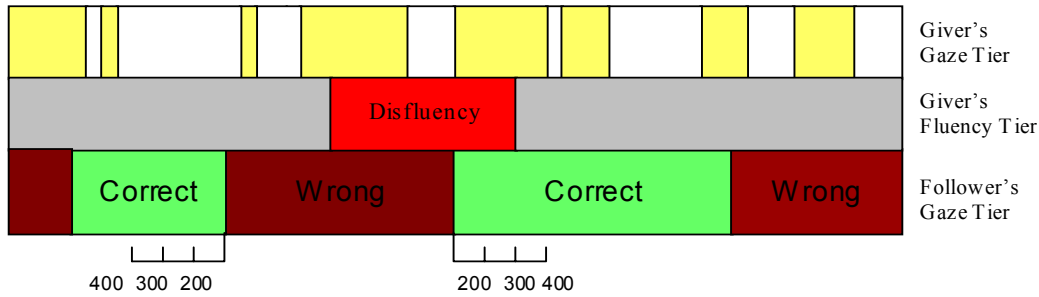 Giver's
Gaze Tier
Disfluency
Giver's
Fluency Tier
Correct Wrong Correct Wrong
Follower's
Gaze Tier
400 300 200 200 300 400